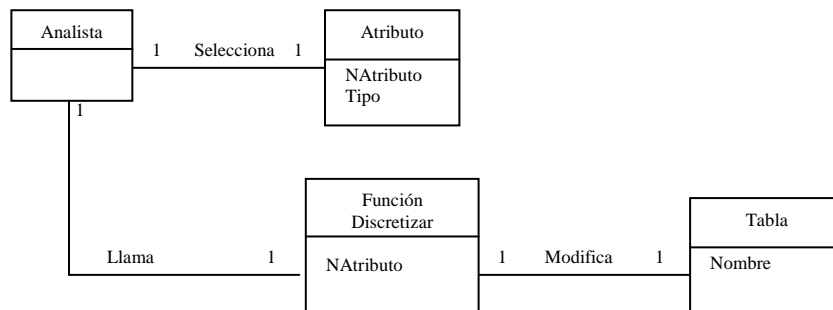 Analista
Atributo
1 Selecciona 1
NAtributo
Tipo
1
Función
Discretizar
Tabla
Llama 1
NAtributo
1 Modifica 1
Nombre